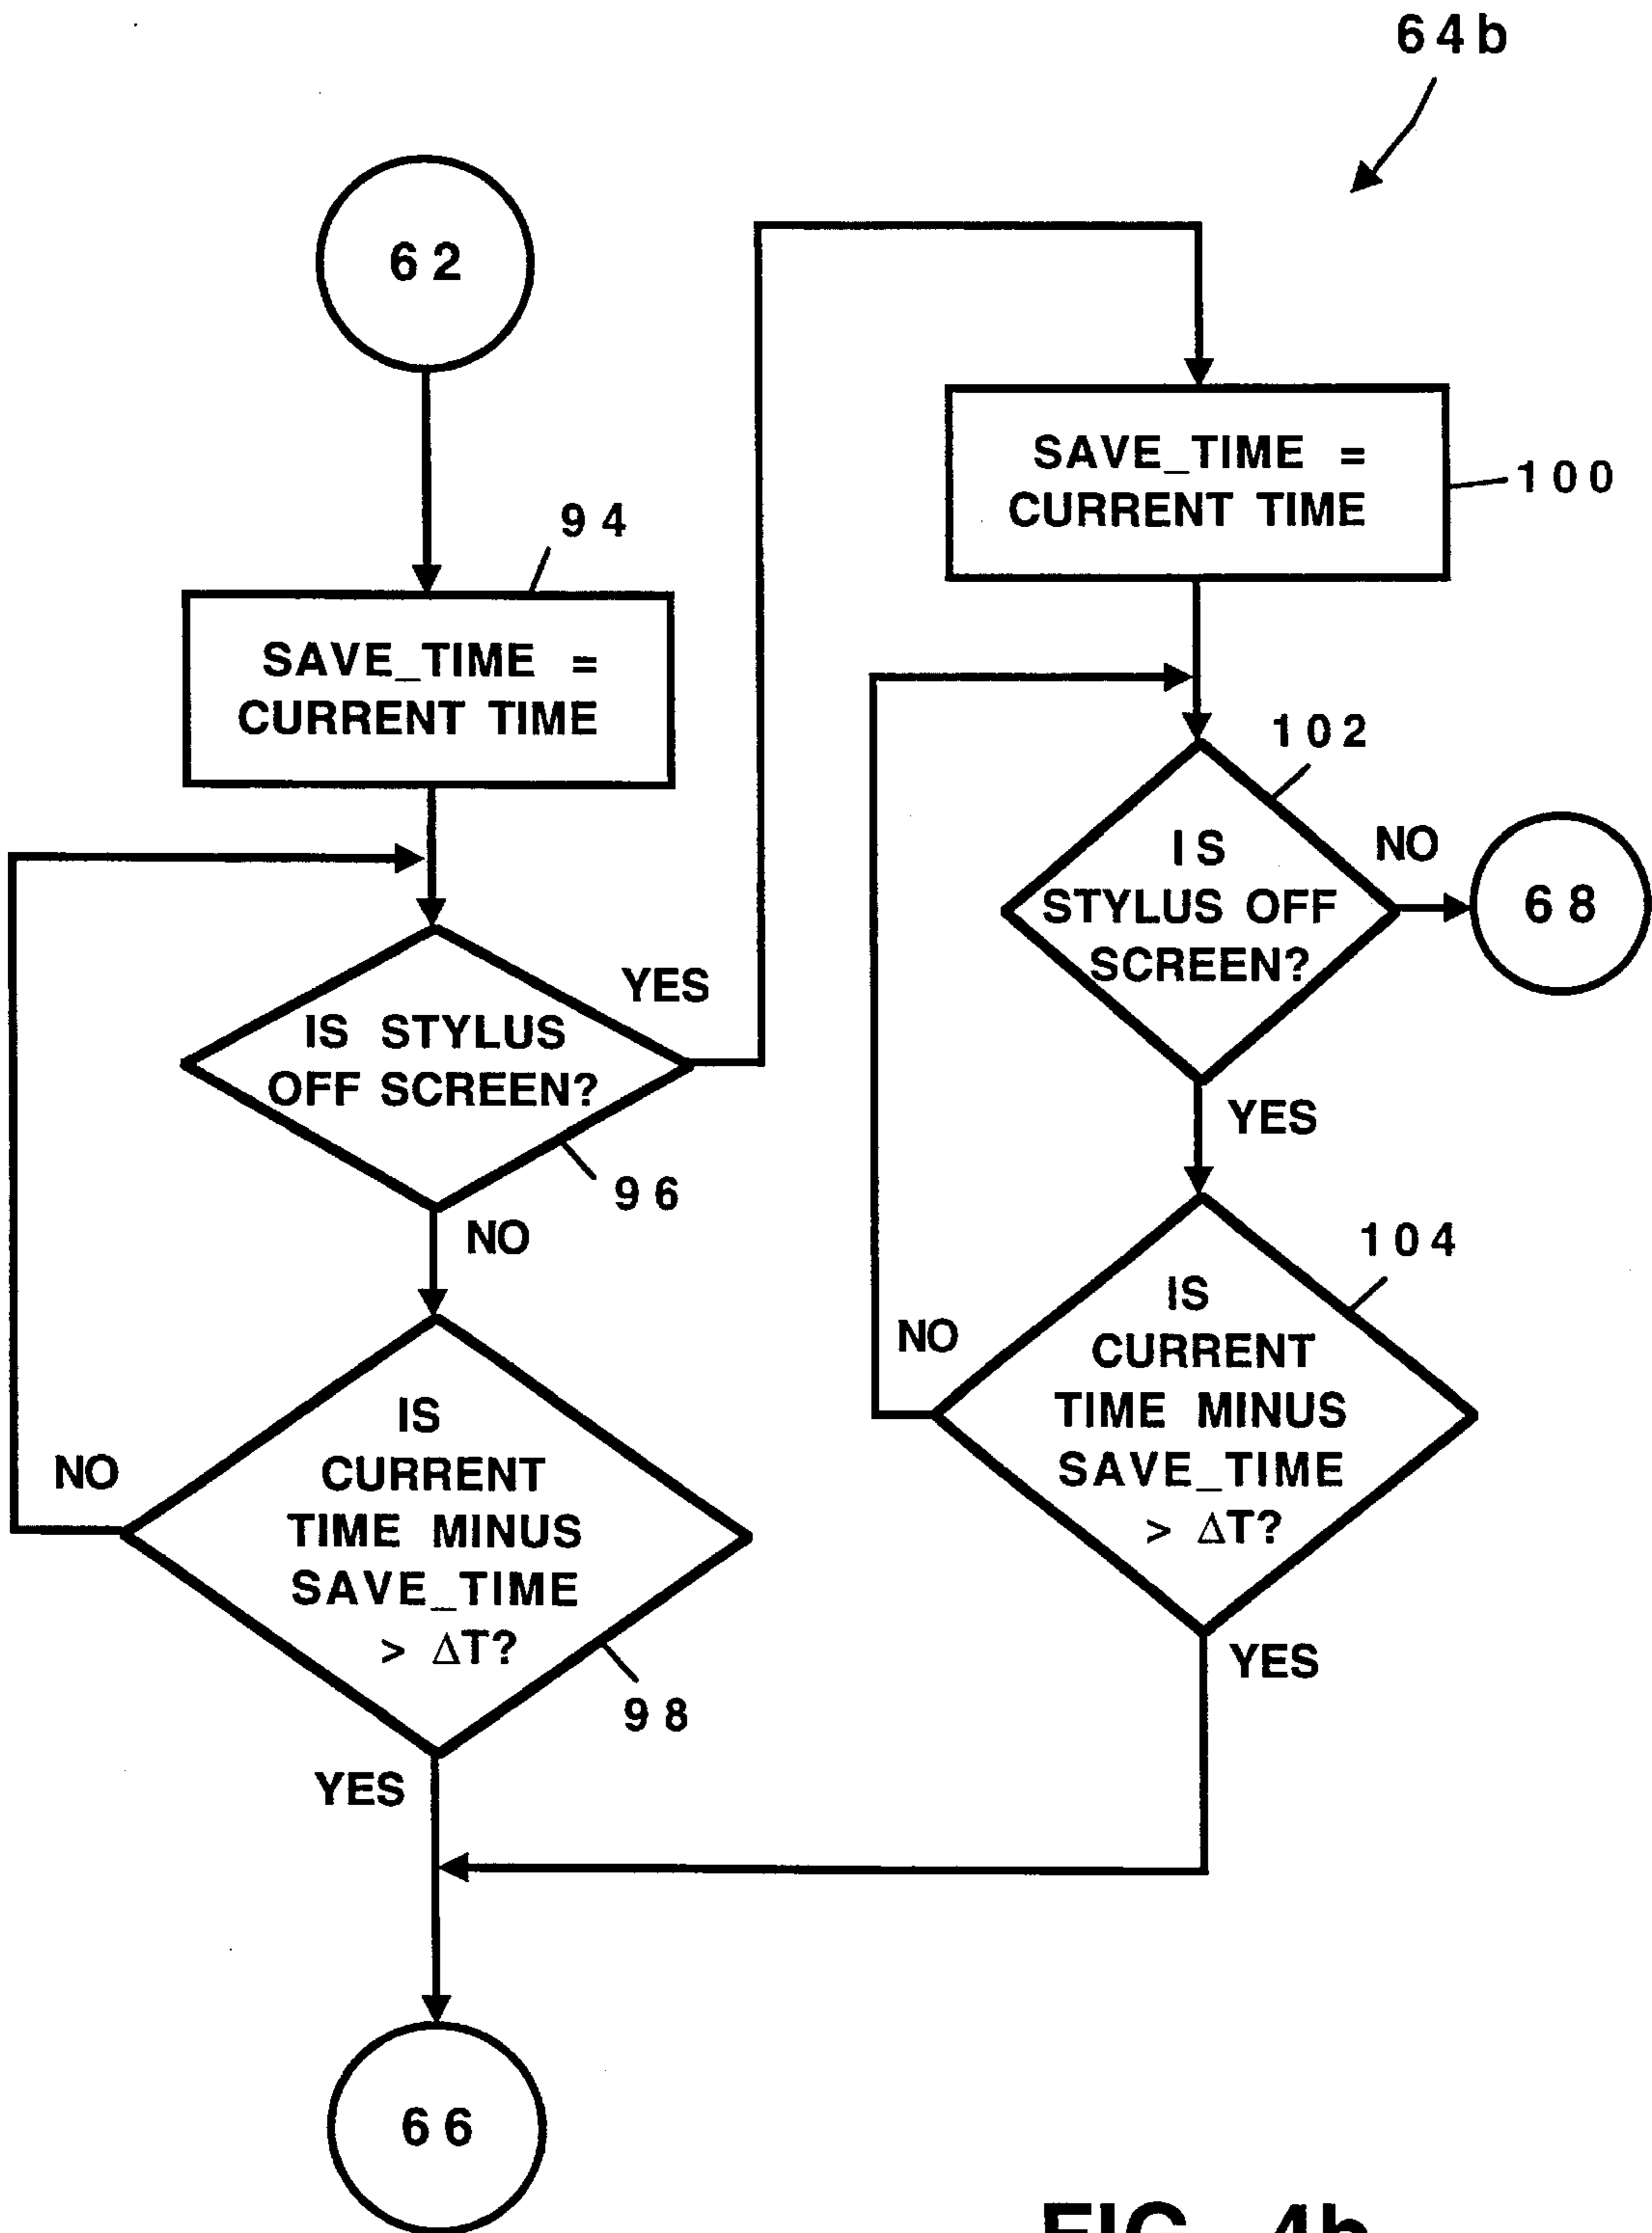 64b
62
94
SAVE_TIME =
CURRENT TIME
IS STYLUS
OFF SCREEN?
YES
96
NO
IS
CURRENT
TIME MINUS
SAVE_TIME
> ΔT?
NO
98
YES
66
SAVE_TIME =
CURRENT TIME
100
102
IS
STYLUS OFF
SCREEN?
NO
68
YES
104
IS
CURRENT
TIME MINUS
SAVE_TIME
> ΔT?
NO
YES
FIG. 4b